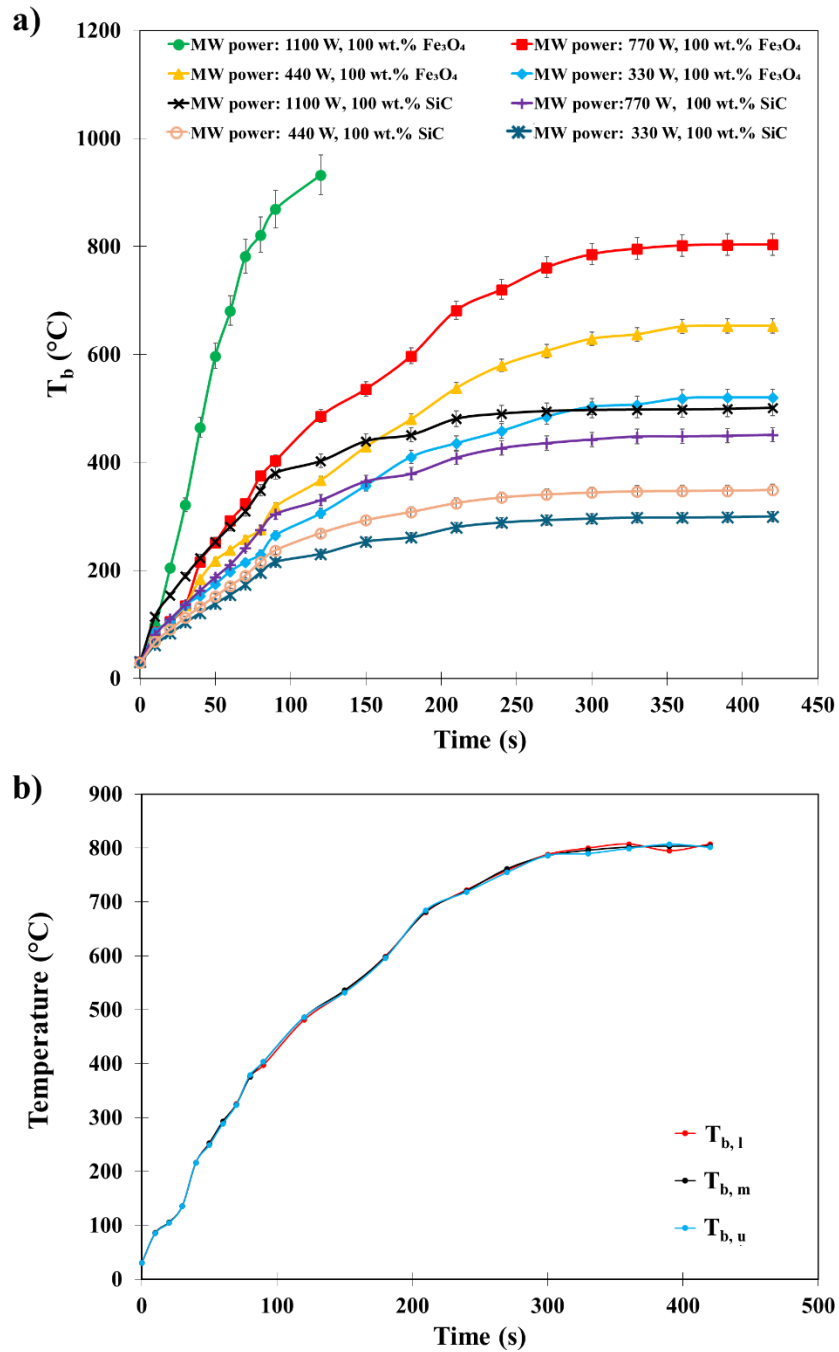 a)
1200
1000
800
600
400
200
0
T_b (°C)
MW power: 1100 W, 100 wt.% Fe₃O₄
MW power: 770 W, 100 wt.% Fe₃O₄
MW power: 440 W, 100 wt.% Fe₃O₄
MW power: 330 W, 100 wt.% Fe₃O₄
MW power: 1100 W, 100 wt.% SiC
MW power:770 W, 100 wt.% SiC
MW power: 440 W, 100 wt.% SiC
MW power: 330 W, 100 wt.% SiC
0 50 100 150 200 250 300 350 400 450
Time (s)
b)
900
800
700
600
500
400
300
200
100
0
Temperature (°C)
T_b, l
T_b, m
T_b, u
0 100 200 300 400 500
Time (s)